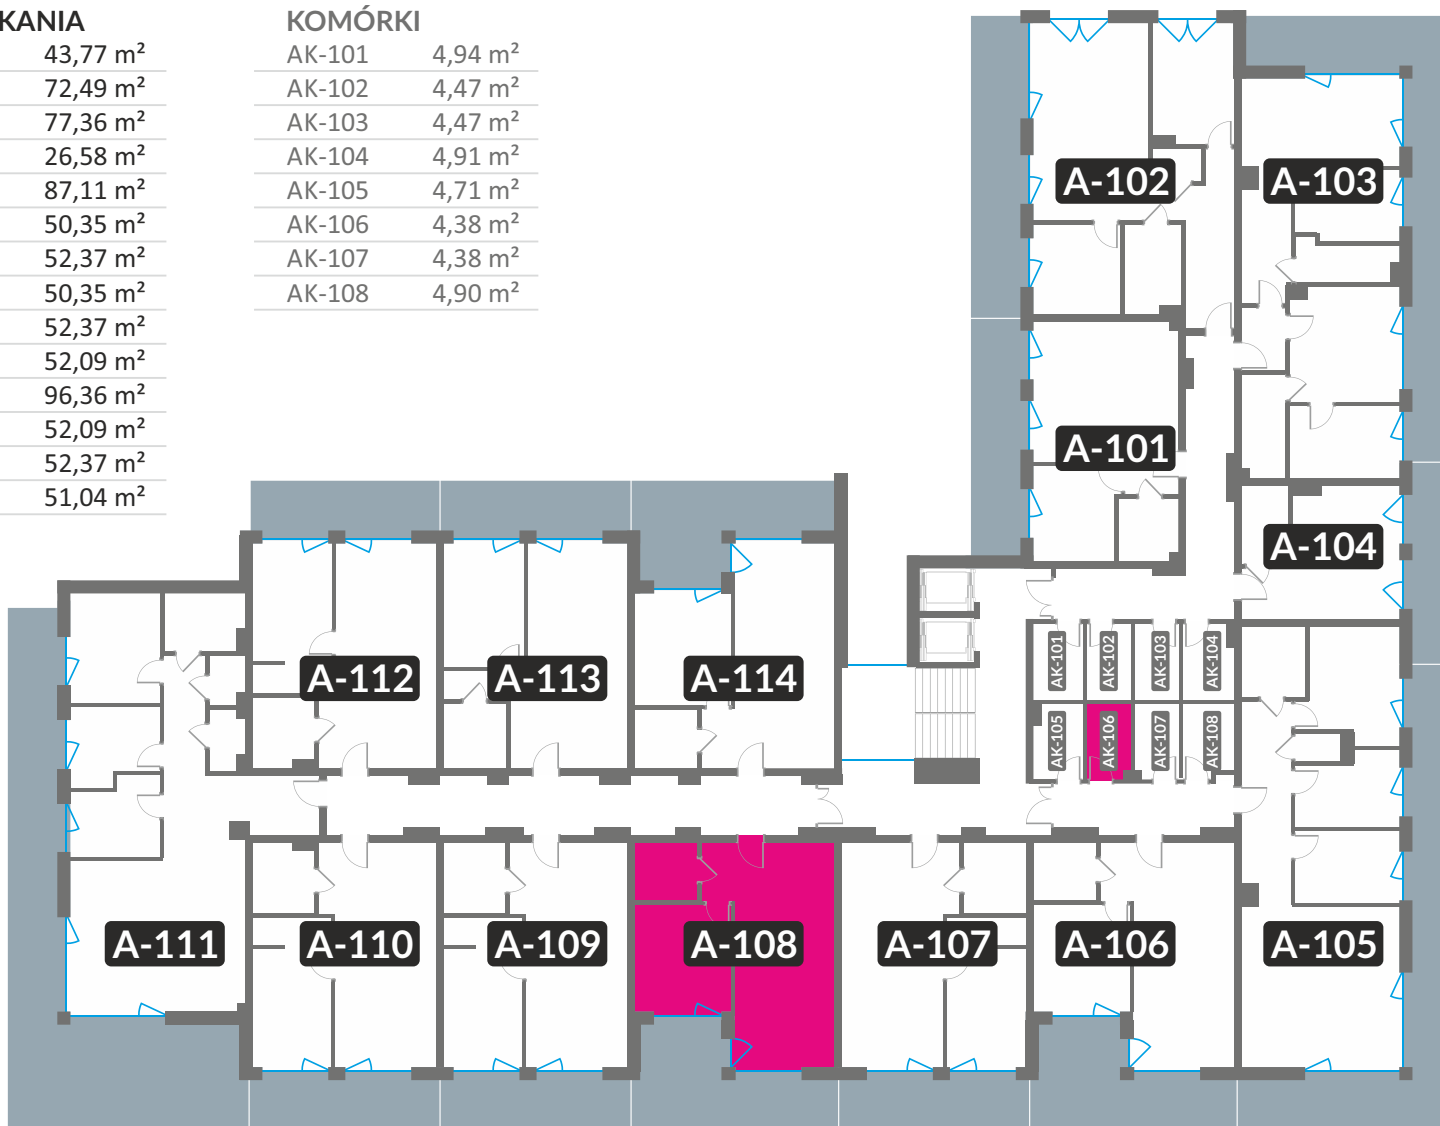 KANIA
43,77 m²
72,49 m²
77,36 m²
26,58 m²
87,11 m²
50,35 m²
52,37 m²
50,35 m²
52,37 m²
52,09 m²
96,36 m²
52,09 m²
52,37 m²
51,04 m²
KOMÓRKI
AK-101 4,94 m²
AK-102 4,47 m²
AK-103 4,47 m²
AK-104 4,91 m²
AK-105 4,71 m²
AK-106 4,38 m²
AK-107 4,38 m²
AK-108 4,90 m²
A-102
A-103
A-101
A-104
AK-101
AK-102
AK-103
AK-104
A-112
A-113
A-114
AK-105
AK-106
AK-107
AK-108
A-111
A-110
A-109
A-108
A-107
A-106
A-105